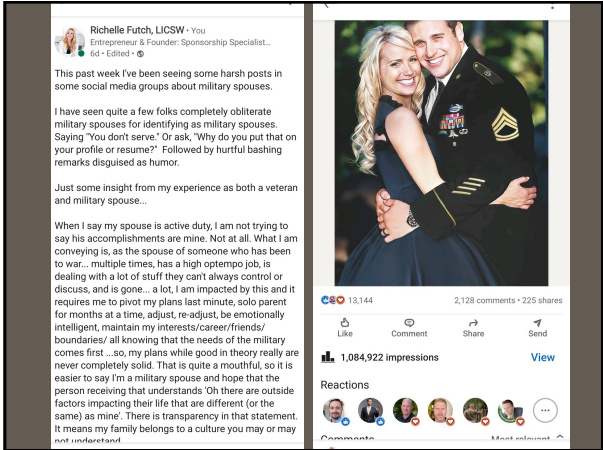 Richelle Futch, LICSW • You
Entrepreneur & Founder: Sponsorship Specialist...
6d • Edited •
This past week I've been seeing some harsh posts in
some social media groups about military spouses.
I have seen quite a few folks completely obliterate
military spouses for identifying as military spouses.
Saying "You don't serve." Or ask, "Why do you put that on
your profile or resume?" Followed by hurtful bashing
remarks disguised as humor.
Just some insight from my experience as both a veteran
and military spouse...
When I say my spouse is active duty, I am not trying to
say his accomplishments are mine. Not at all. What I am
conveying is, as the spouse of someone who has been
to war... multiple times, has a high optempo job, is
dealing with a lot of stuff they can't always control or
discuss, and is gone... a lot, I am impacted by this and it
requires me to pivot my plans last minute, solo parent
for months at a time, adjust, re-adjust, be emotionally
intelligent, maintain my interests/career/friends/
boundaries/ all knowing that the needs of the military
comes first ...so, my plans while good in theory really are
never completely solid. That is quite a mouthful, so it is
easier to say I'm a military spouse and hope that the
person receiving that understands 'Oh there are outside
factors impacting their life that are different (or the
same) as mine'. There is transparency in that statement.
It means my family belongs to a culture you may or may
not understand
13,144
2,128 comments • 225 shares
Like
Comment
Share
Send
1,084,922 impressions
View
Reactions
Comments
Most relevant